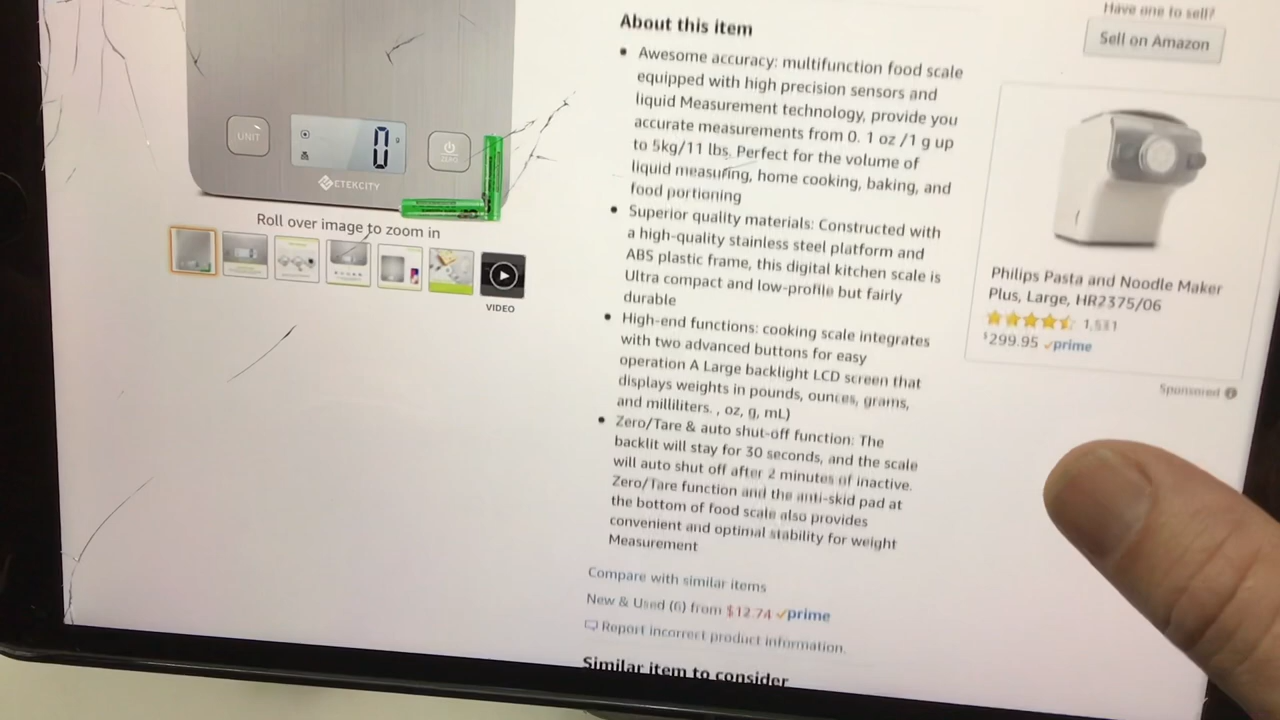 UNIT
0
g
ZERO
ETEKCITY
Roll over image to zoom in
VIDEO
About this item
• Awesome accuracy: multifunction food scale
equipped with high precision sensors and
liquid Measurement technology, provide you
accurate measurements from 0. 1 oz /1 g up
to 5kg/11 lbs. Perfect for the volume of
liquid measuring, home cooking, baking, and
food portioning
• Superior quality materials: Constructed with
a high-quality stainless steel platform and
ABS plastic frame, this digital kitchen scale is
Ultra compact and low-profile but fairly
durable
• High-end functions: cooking scale integrates
with two advanced buttons for easy
operation A Large backlight LCD screen that
displays weights in pounds, ounces, grams,
and milliliters. , oz, g, mL)
• Zero/Tare & auto shut-off function: The
backlit will stay for 30 seconds, and the scale
will auto shut off after 2 minutes of inactive.
Zero/Tare function and the anti-skid pad at
the bottom of food scale also provides
convenient and optimal stability for weight
Measurement
Compare with similar items
New & Used (6) from $12.74 prime
Report incorrect product information.
Similar item to consider
Have one to sell?
Sell on Amazon
Philips Pasta and Noodle Maker
Plus, Large, HR2375/06
1,531
$299.95 prime
Sponsored